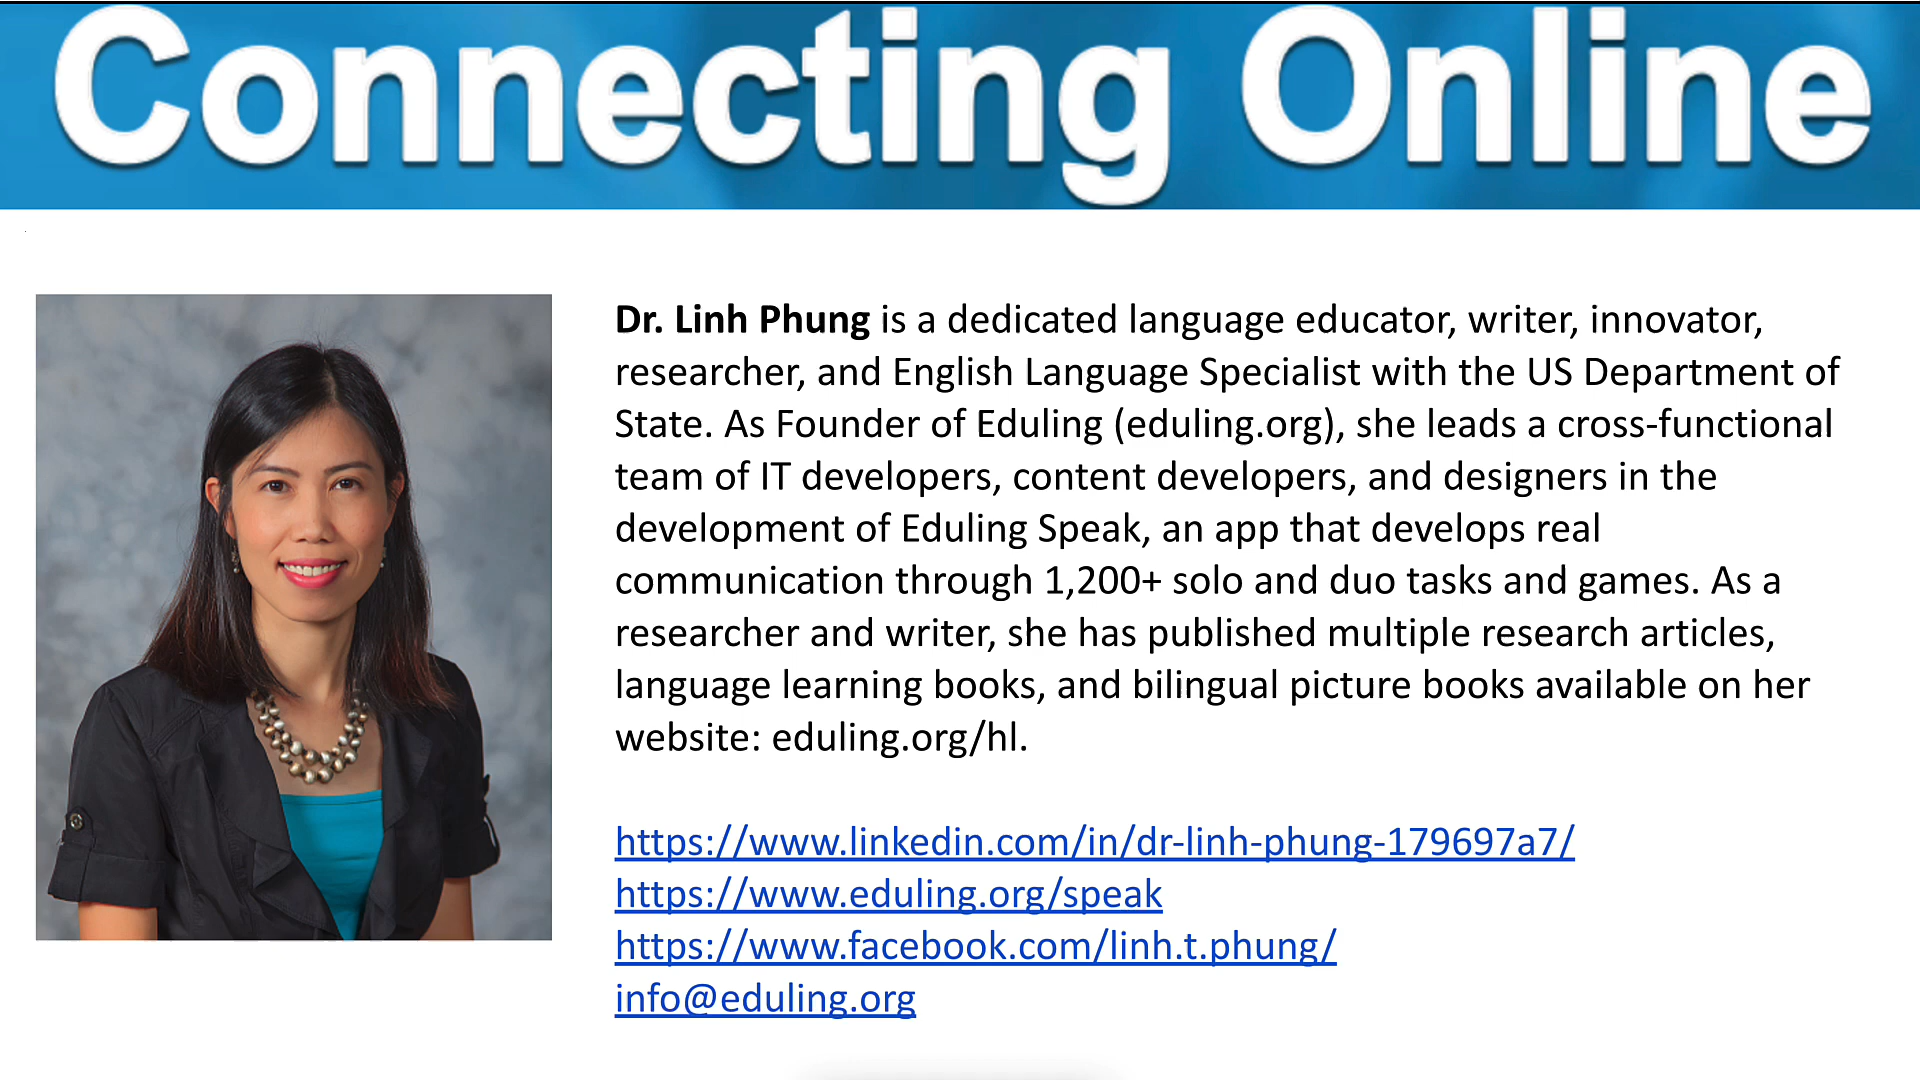 Connecting Online
Dr. Linh Phung is a dedicated language educator, writer, innovator,
researcher, and English Language Specialist with the US Department of
State. As Founder of Eduling (eduling.org), she leads a cross-functional
team of IT developers, content developers, and designers in the
development of Eduling Speak, an app that develops real
communication through 1,200+ solo and duo tasks and games. As a
researcher and writer, she has published multiple research articles,
language learning books, and bilingual picture books available on her
website: eduling.org/hl.
https://www.linkedin.com/in/dr-linh-phung-179697a7/
https://www.eduling.org/speak
https://www.facebook.com/linh.t.phung/
info@eduling.org